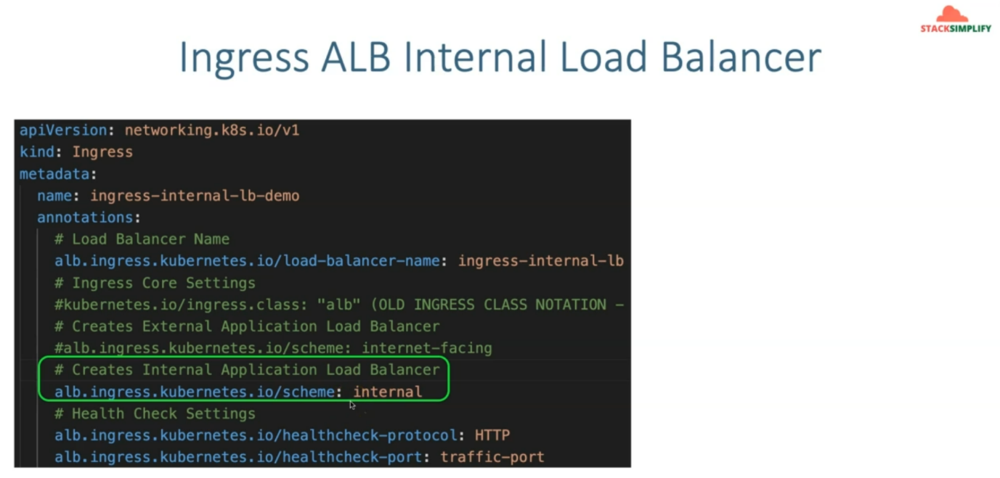 STACKSIMPLIFY
Ingress ALB Internal Load Balancer
apiVersion: networking.k8s.io/v1
kind: Ingress
metadata:
  name: ingress-internal-lb-demo
  annotations:
    # Load Balancer Name
    alb.ingress.kubernetes.io/load-balancer-name: ingress-internal-lb
    # Ingress Core Settings
    #kubernetes.io/ingress.class: "alb" (OLD INGRESS CLASS NOTATION -
    # Creates External Application Load Balancer
    #alb.ingress.kubernetes.io/scheme: internet-facing
    # Creates Internal Application Load Balancer
    alb.ingress.kubernetes.io/scheme: internal
    # Health Check Settings
    alb.ingress.kubernetes.io/healthcheck-protocol: HTTP
    alb.ingress.kubernetes.io/healthcheck-port: traffic-port